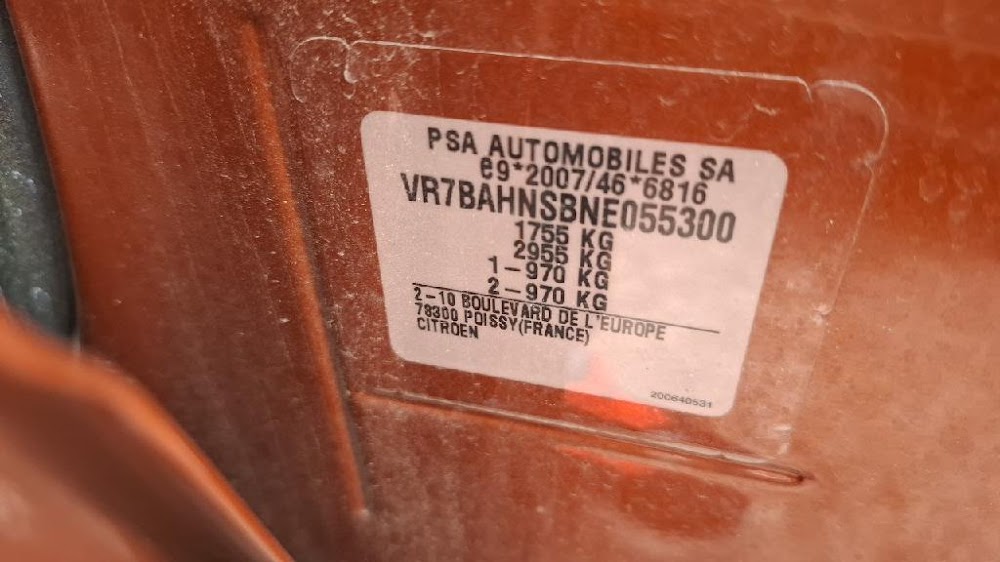 PSA AUTOMOBILES SA
e9*2007/46*6816
VR7BAHNSBNE055300
1755 KG
2955 KG
1-970 KG
2-970 KG
2-10 BOULEVARD DE L'EUROPE
78300 POISSY(FRANCE)
CITROEN
200640531